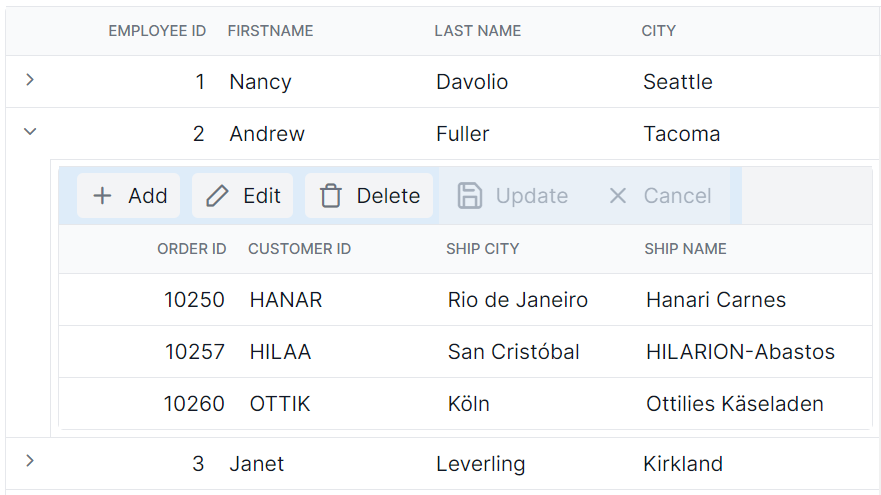 EMPLOYEE ID FIRSTNAME LAST NAME CITY
1 Nancy Davolio Seattle
2 Andrew Fuller Tacoma
Add Edit Delete Update Cancel
ORDER ID CUSTOMER ID SHIP CITY SHIP NAME
10250 HANAR Rio de Janeiro Hanari Carnes
10257 HILAA San Cristóbal HILARION-Abastos
10260 OTTIK Köln Ottilies Käseladen
3 Janet Leverling Kirkland